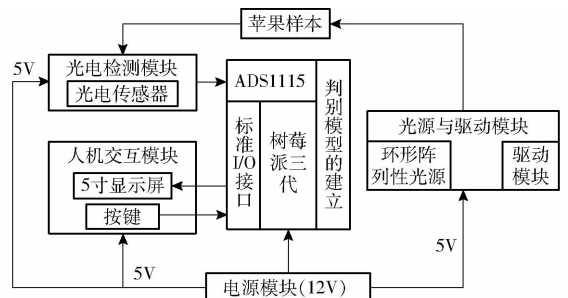 苹果样本
5V
光电检测模块
光电传感器
ADS1115
标准I/O接口
树莓派三代
判别模型的建立
人机交互模块
5寸显示屏
按键
光源与驱动模块
环形阵
列性光源
驱动
模块
5V
5V
电源模块(12V)